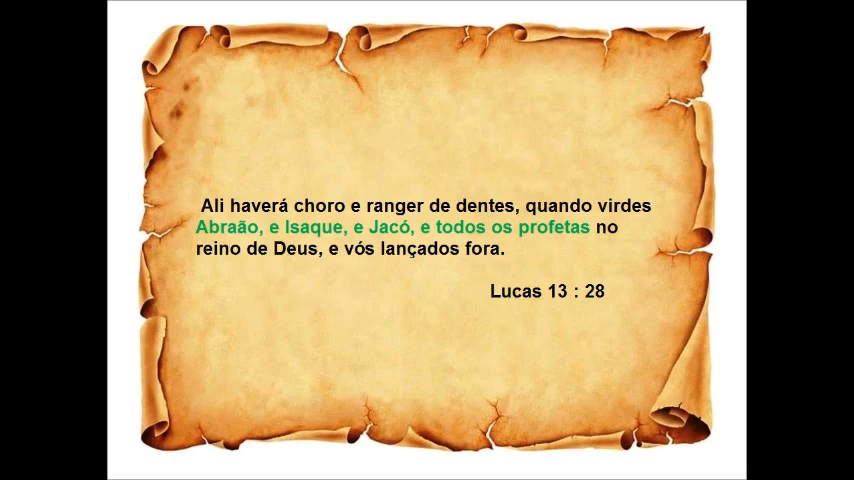 Ali haverá choro e ranger de dentes, quando virdes
Abraão, e Isaque, e Jacó, e todos os profetas no
reino de Deus, e vós lançados fora.
Lucas 13 : 28